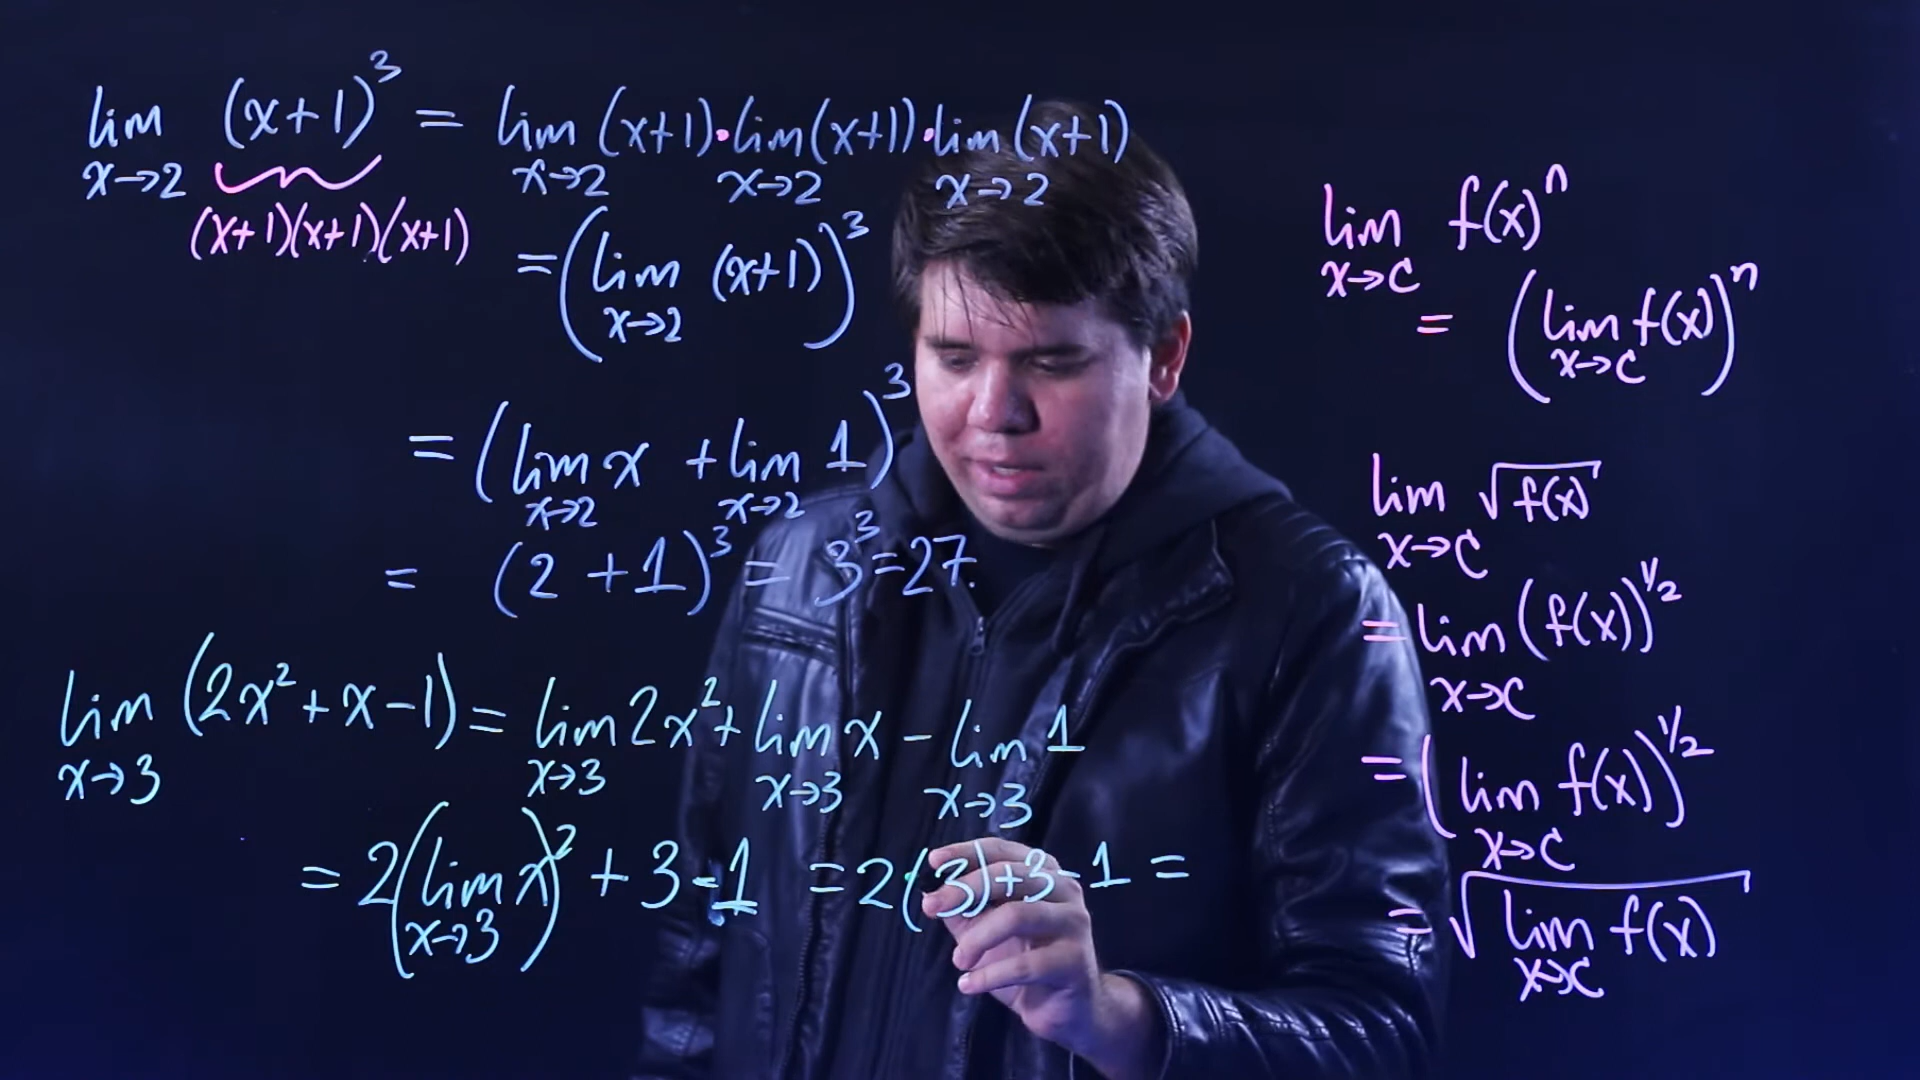 lim (x+1)³ = lim (x+1)·lim (x+1)·lim (x+1)
x→2 x→2 x→2 x→2
(x+1)(x+1)(x+1)
= (lim (x+1))³
x→2
= (lim x + lim 1)³
x→2 x→2
= (2 + 1)³ = 3³ = 27.
lim (2x² + x - 1) = lim 2x² + lim x - lim 1
x→3 x→3 x→3 x→3
= 2(lim x)² + 3 - 1 = 2(3) + 3 - 1 =
x→3
lim f(x)ⁿ
x→c
= (lim f(x))ⁿ
x→c
lim √f(x)
x→c
= lim (f(x))^1/2
x→c
= (lim f(x))^1/2
x→c
= √lim f(x)
x→c